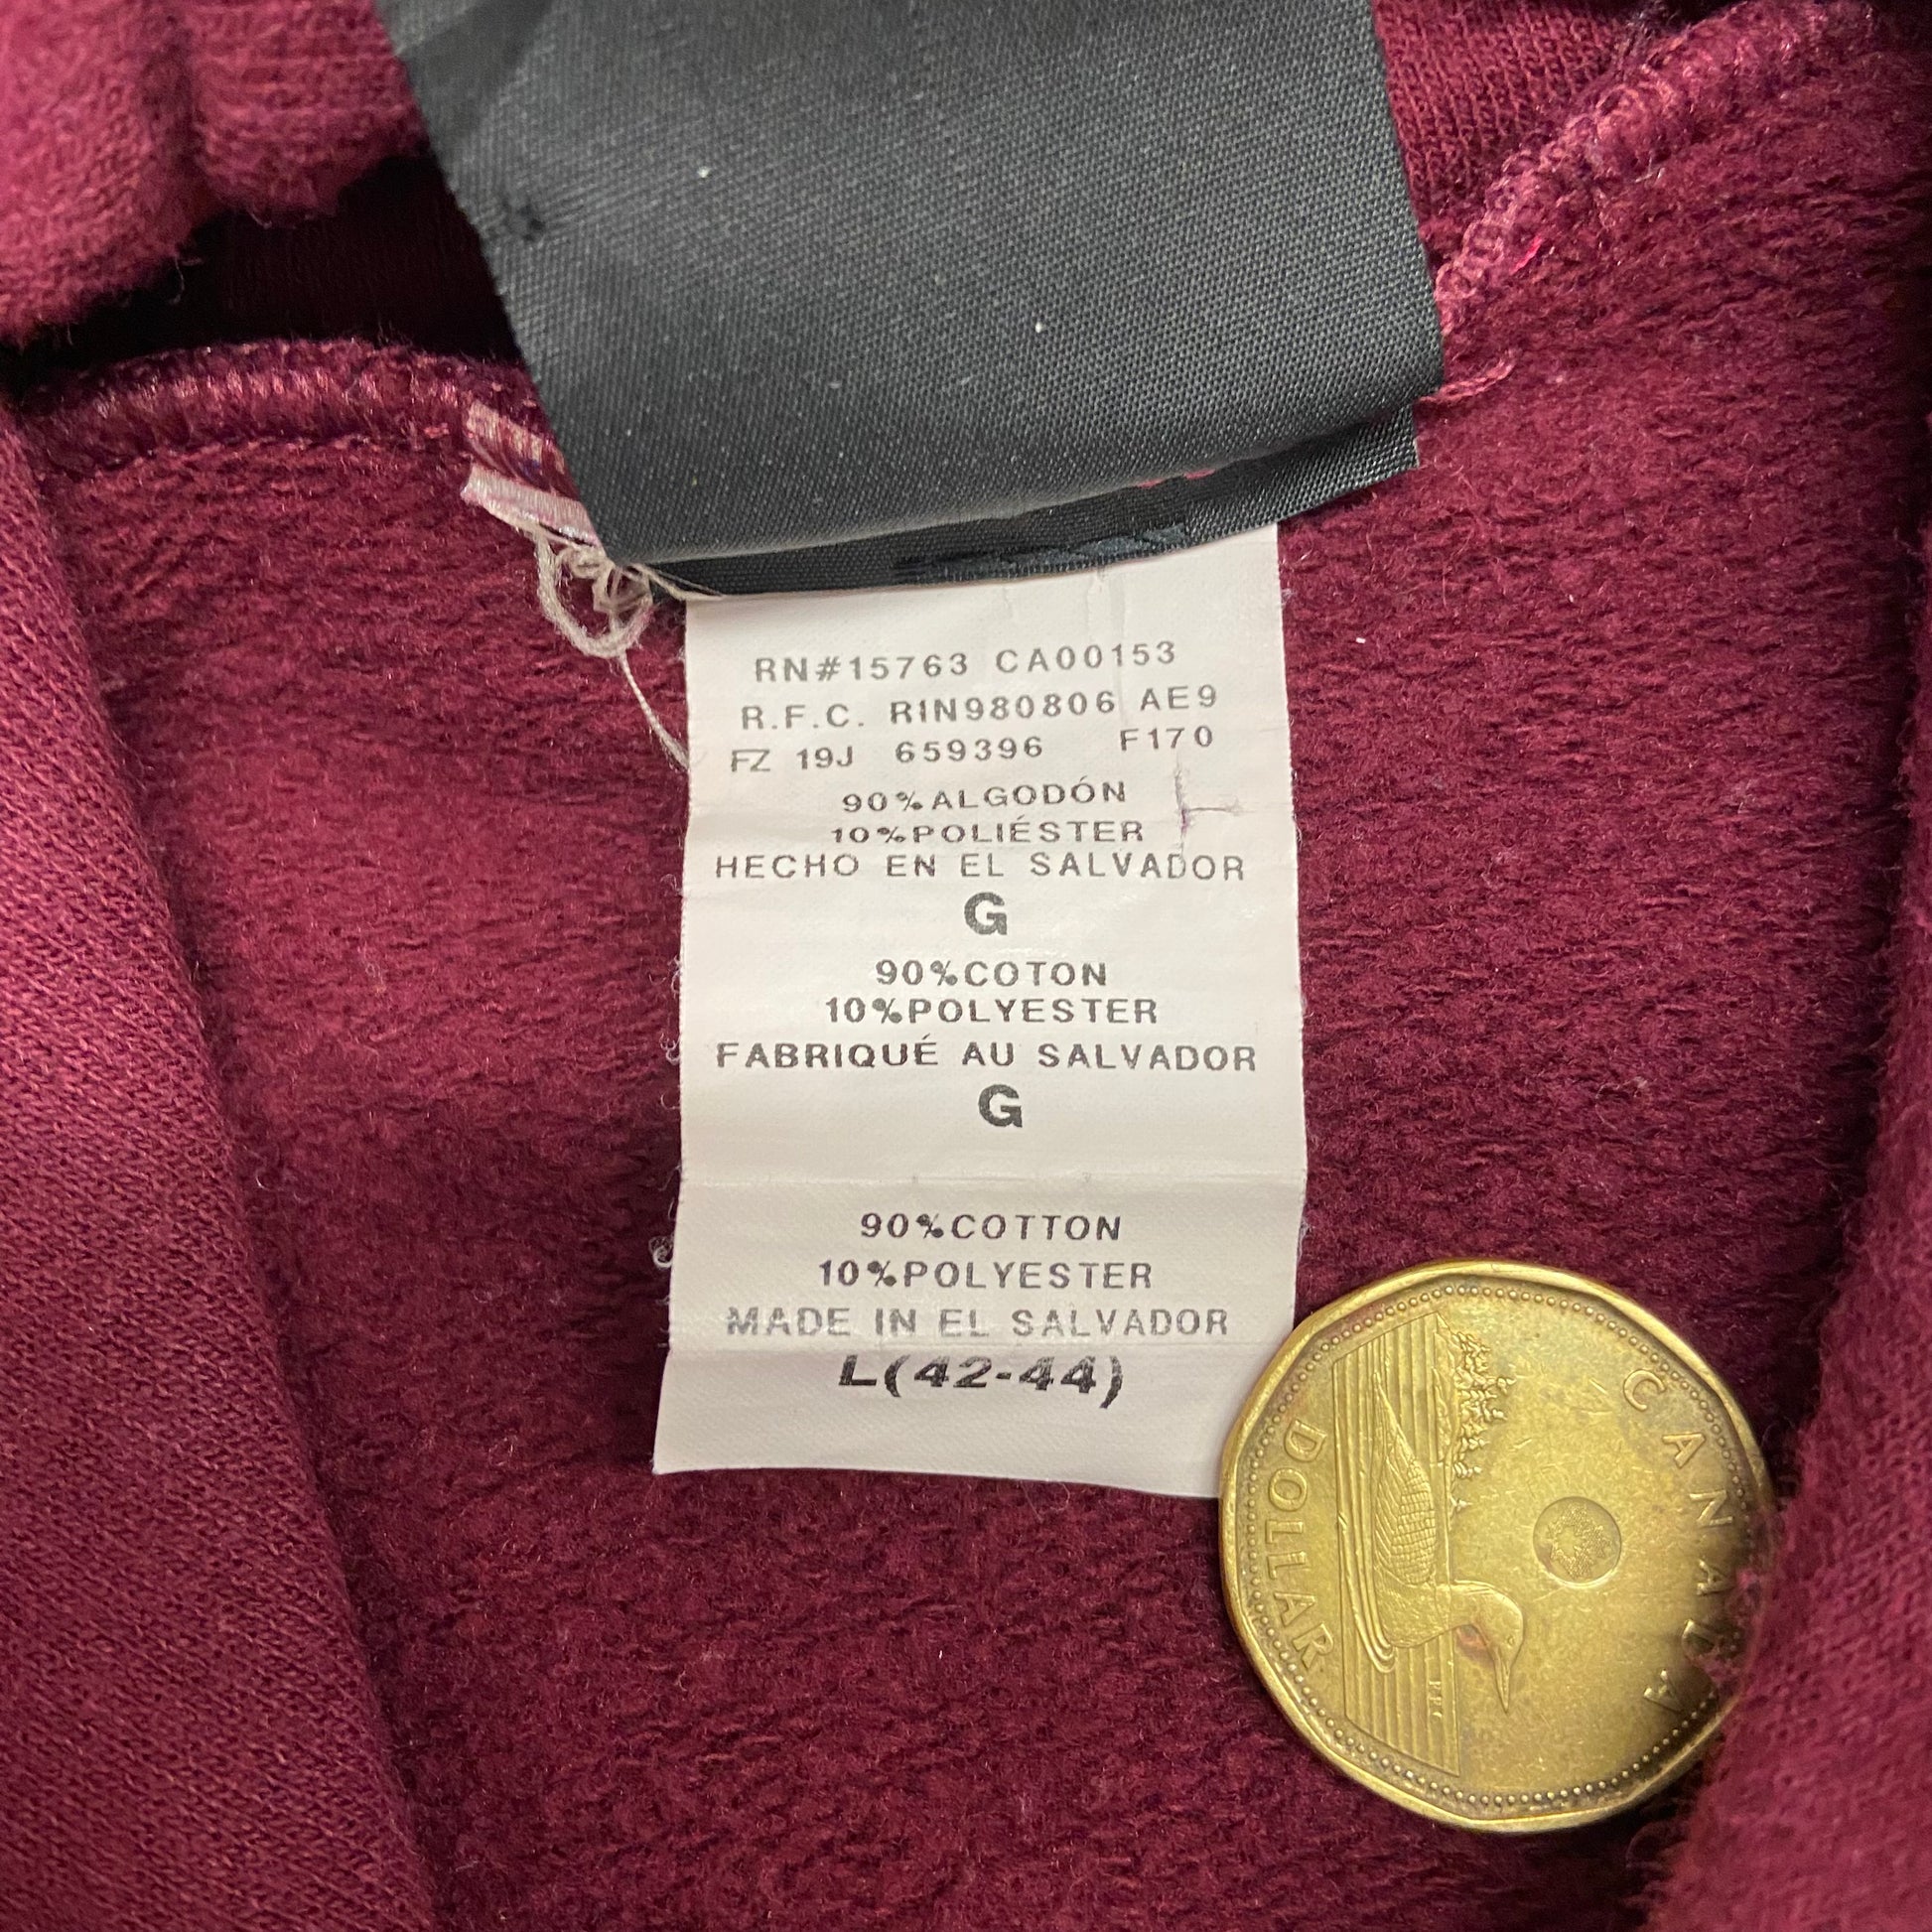 RN#15763 CA00153
R.F.C. RIN980806 AE9
FZ 19J 659396 F170
90%ALGODÓN
10%POLIÉSTER
HECHO EN EL SALVADOR
G
90%COTON
10%POLYESTER
FABRIQUÉ AU SALVADOR
G
90%COTTON
10%POLYESTER
MADE IN EL SALVADOR
L(42-44)
CANADA
DOLLAR